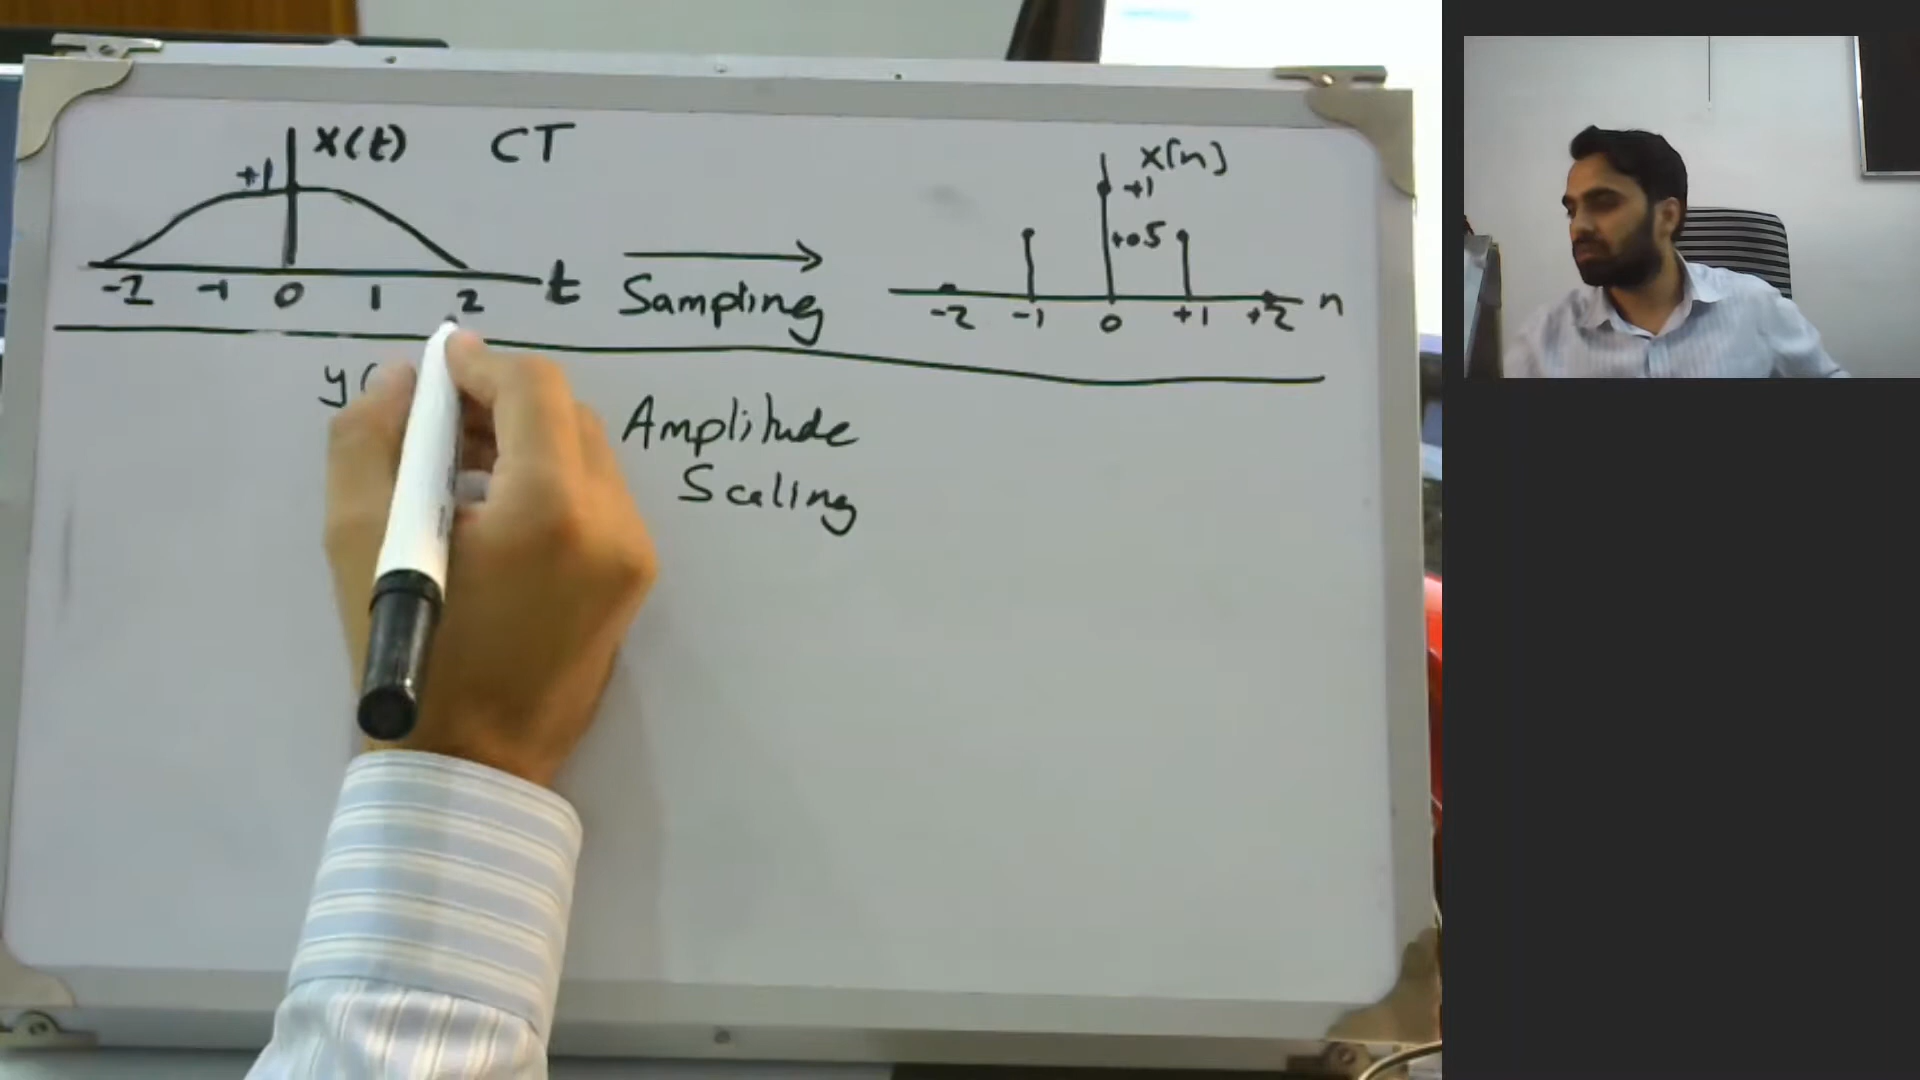 x(t) CT
+1
-2 -1 0 1 2 t
Sampling
x[n]
+1
+0.5
-2 -1 0 +1 +2 n
y(
Amplitude
Scaling